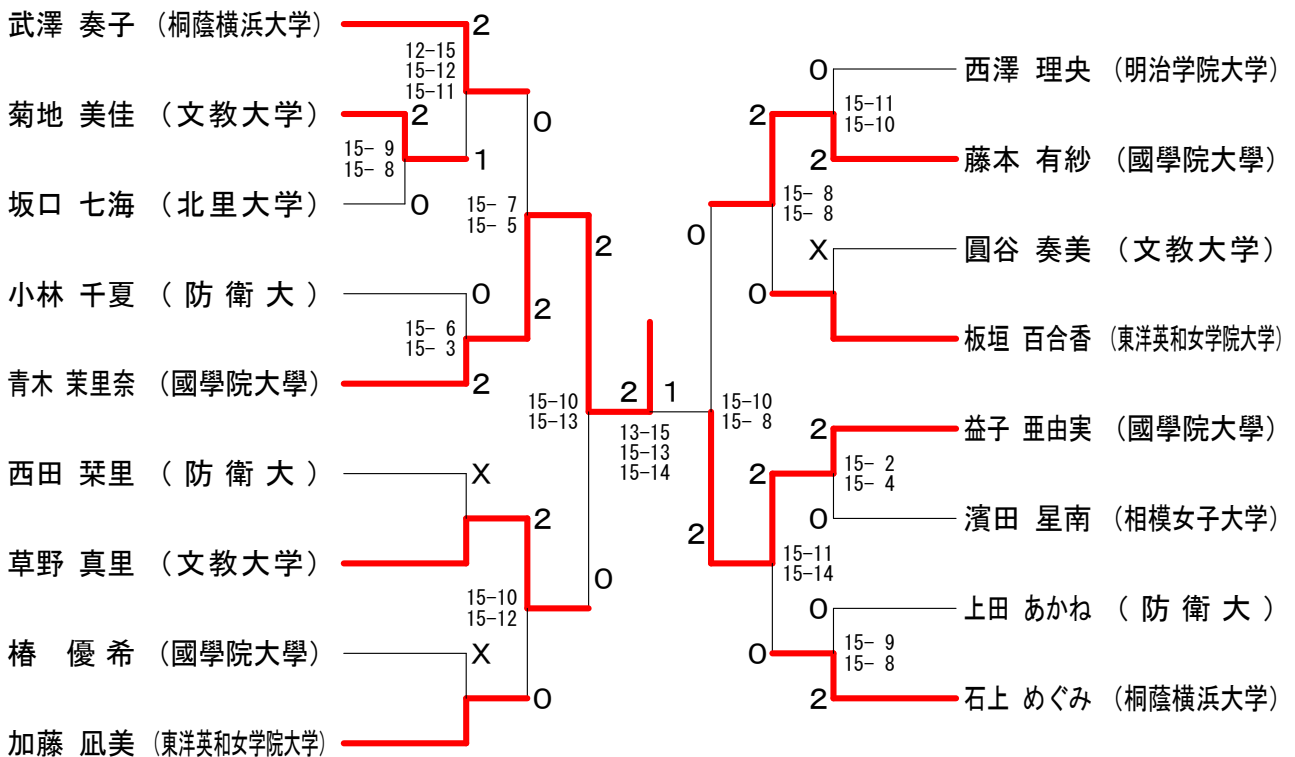 武澤 奏子 (桐蔭横浜大学)
2
12-15
15-12
15-11
菊地 美佳 (文教大学)
2
15- 9
15- 8
1
坂口 七海 (北里大学)
0
0
15- 7
15- 5
小林 千夏 (防衛大)
0
15- 6
15- 3
2
青木 茉里奈 (國學院大學)
2
2
15-10
15-13
西田 栞里 (防衛大)
X
2
草野 真里 (文教大学)
15-10
15-12
0
椿 優希 (國學院大學)
X
0
加藤 凪美 (東洋英和女学院大学)
2
1
13-15
15-13
15-14
0
西澤 理央 (明治学院大学)
15-11
15-10
2
2
藤本 有紗 (國學院大學)
15- 8
15- 8
0
X
圓谷 奏美 (文教大学)
0
板垣 百合香 (東洋英和女学院大学)
15-10
15- 8
2
益子 亜由実 (國學院大學)
15- 2
15- 4
2
0
濱田 星南 (相模女子大学)
2
15-11
15-14
0
上田 あかね (防衛大)
15- 9
15- 8
0
2
石上 めぐみ (桐蔭横浜大学)